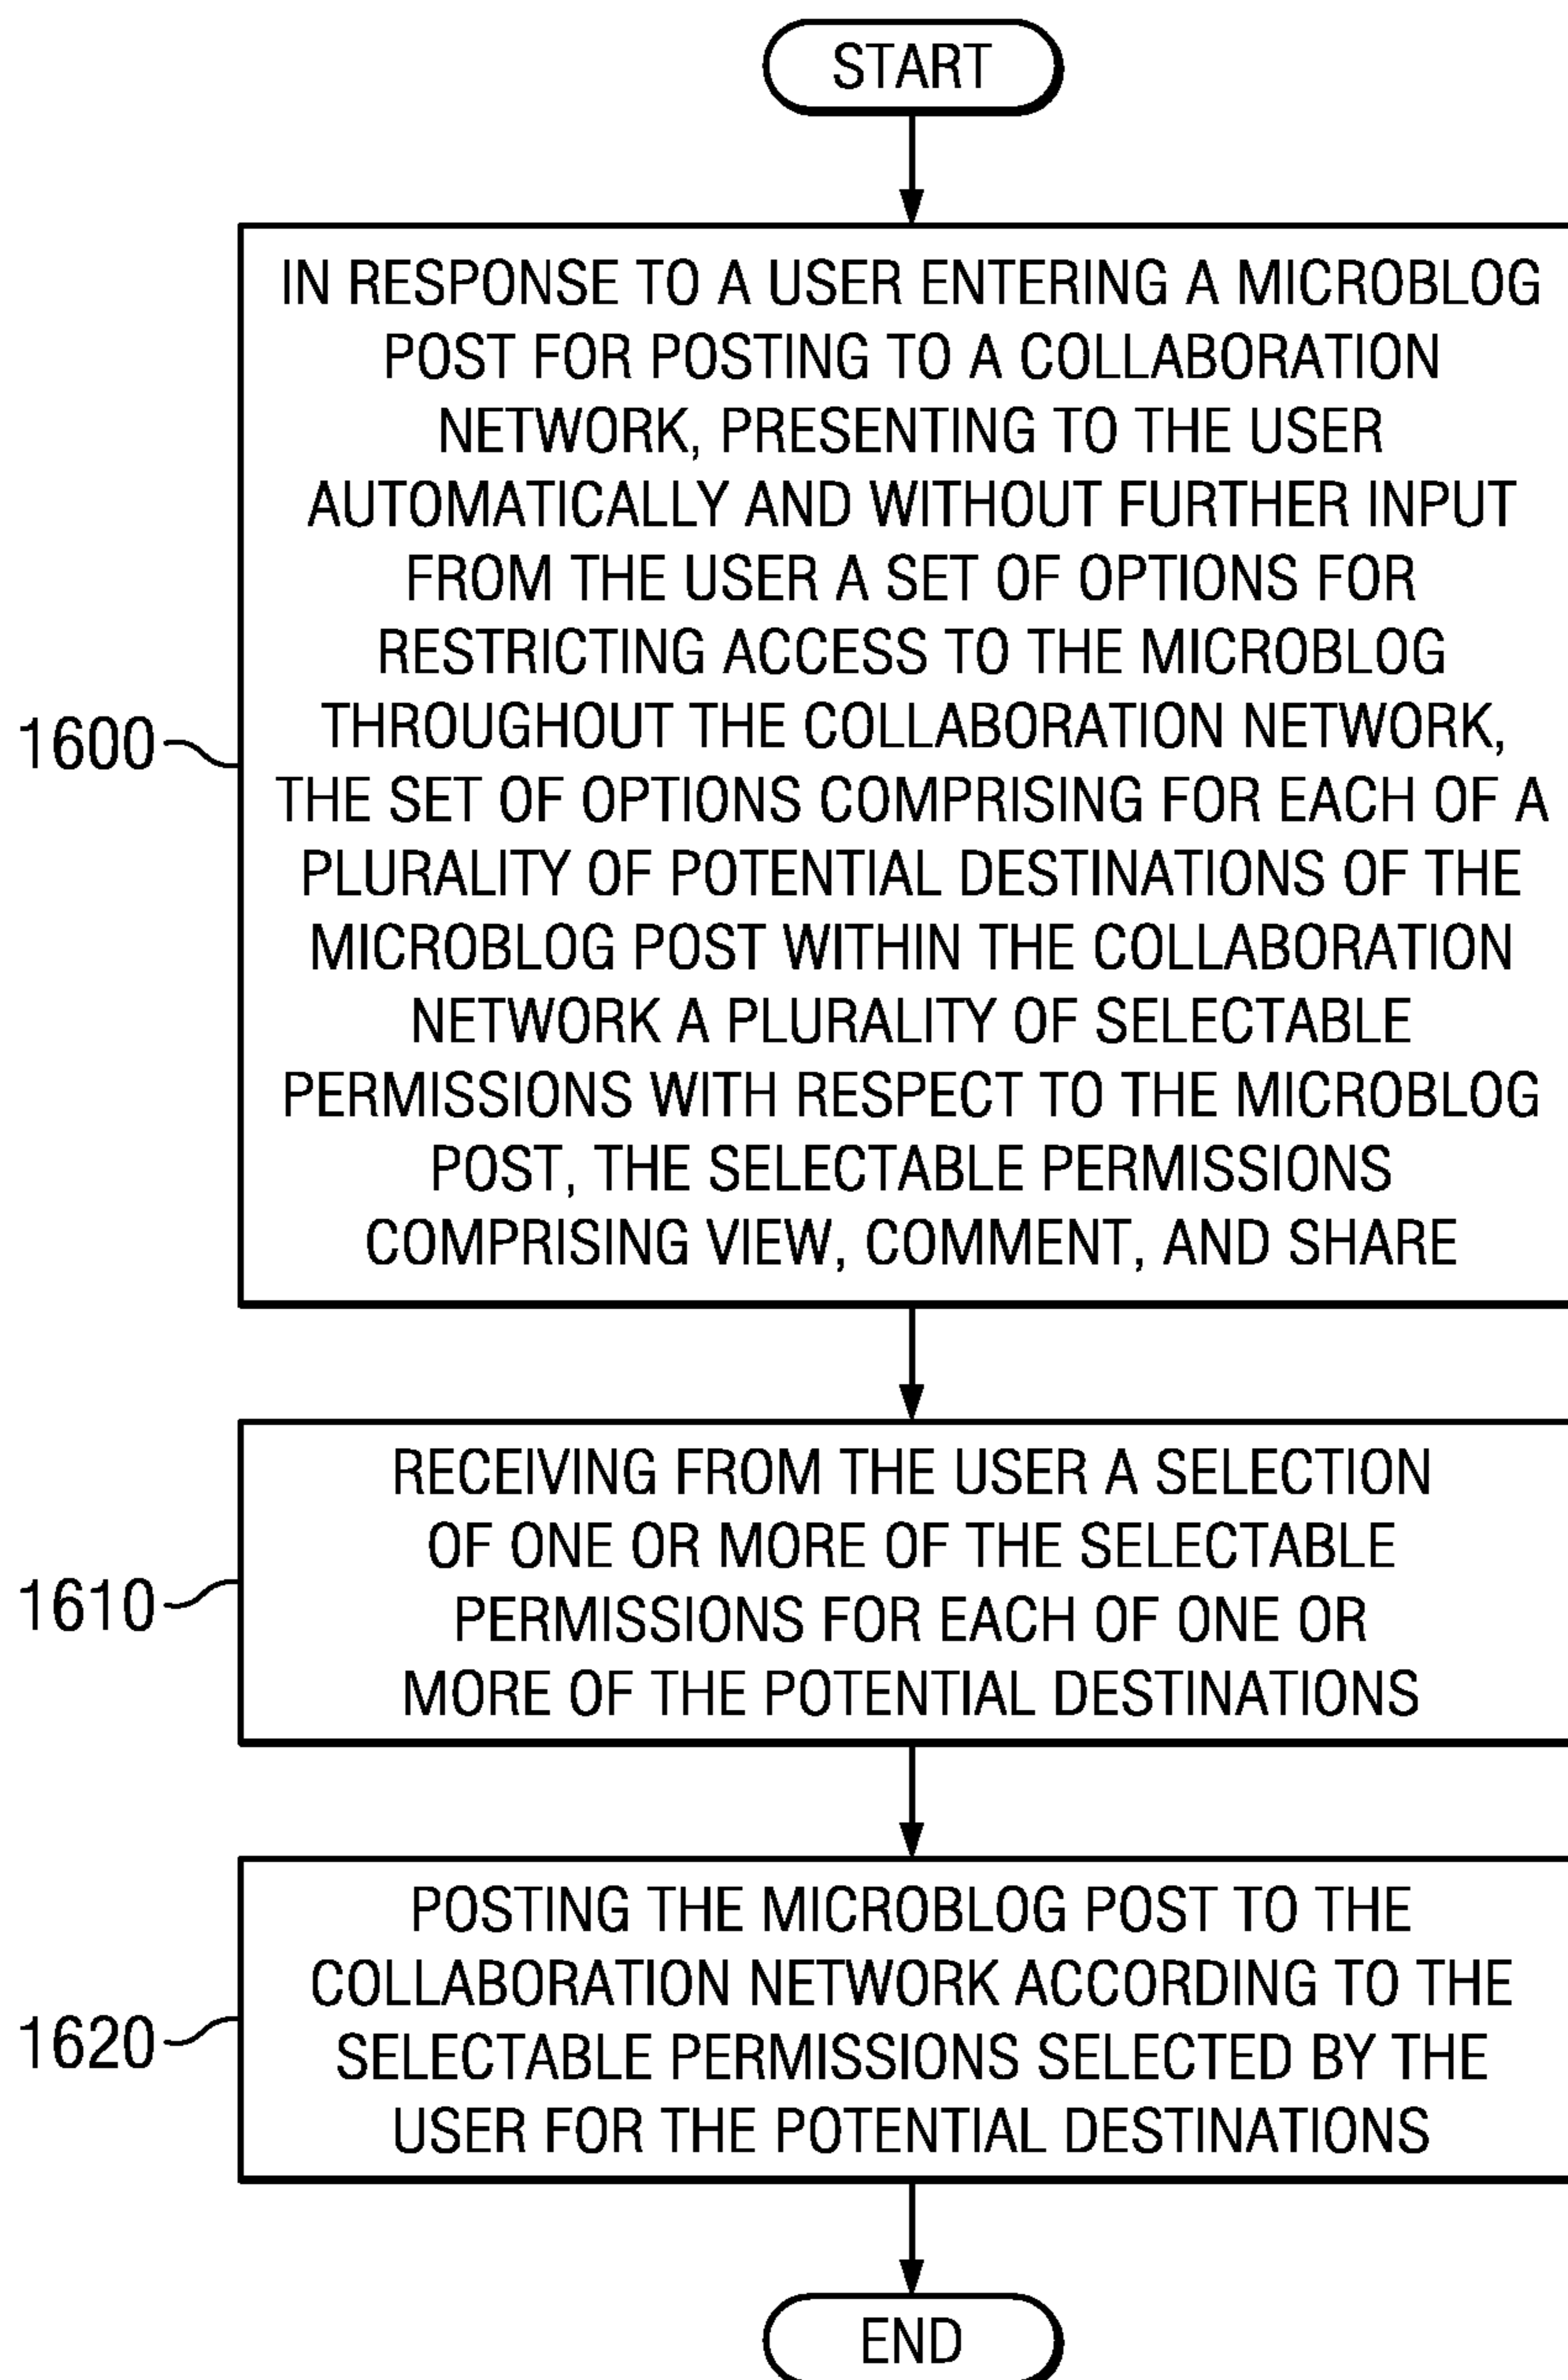 START
IN RESPONSE TO A USER ENTERING A MICROBLOG
POST FOR POSTING TO A COLLABORATION
NETWORK, PRESENTING TO THE USER
AUTOMATICALLY AND WITHOUT FURTHER INPUT
FROM THE USER A SET OF OPTIONS FOR
RESTRICTING ACCESS TO THE MICROBLOG
THROUGHOUT THE COLLABORATION NETWORK,
THE SET OF OPTIONS COMPRISING FOR EACH OF A
PLURALITY OF POTENTIAL DESTINATIONS OF THE
MICROBLOG POST WITHIN THE COLLABORATION
NETWORK A PLURALITY OF SELECTABLE
PERMISSIONS WITH RESPECT TO THE MICROBLOG
POST, THE SELECTABLE PERMISSIONS
COMPRISING VIEW, COMMENT, AND SHARE
1600
RECEIVING FROM THE USER A SELECTION
OF ONE OR MORE OF THE SELECTABLE
PERMISSIONS FOR EACH OF ONE OR
MORE OF THE POTENTIAL DESTINATIONS
1610
POSTING THE MICROBLOG POST TO THE
COLLABORATION NETWORK ACCORDING TO THE
SELECTABLE PERMISSIONS SELECTED BY THE
USER FOR THE POTENTIAL DESTINATIONS
1620
END